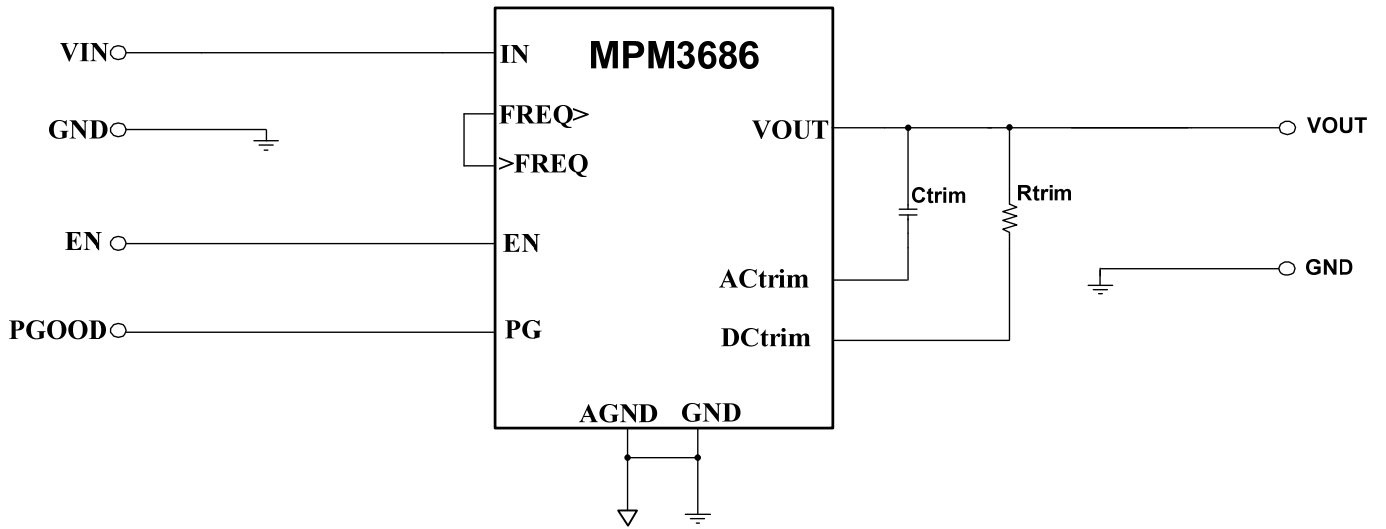 MPM3686
VIN
IN
GND
FREQ>
>FREQ
EN
EN
PGOOD
PG
VOUT
VOUT
Ctrim
Rtrim
ACtrim
DCtrim
GND
AGND
GND